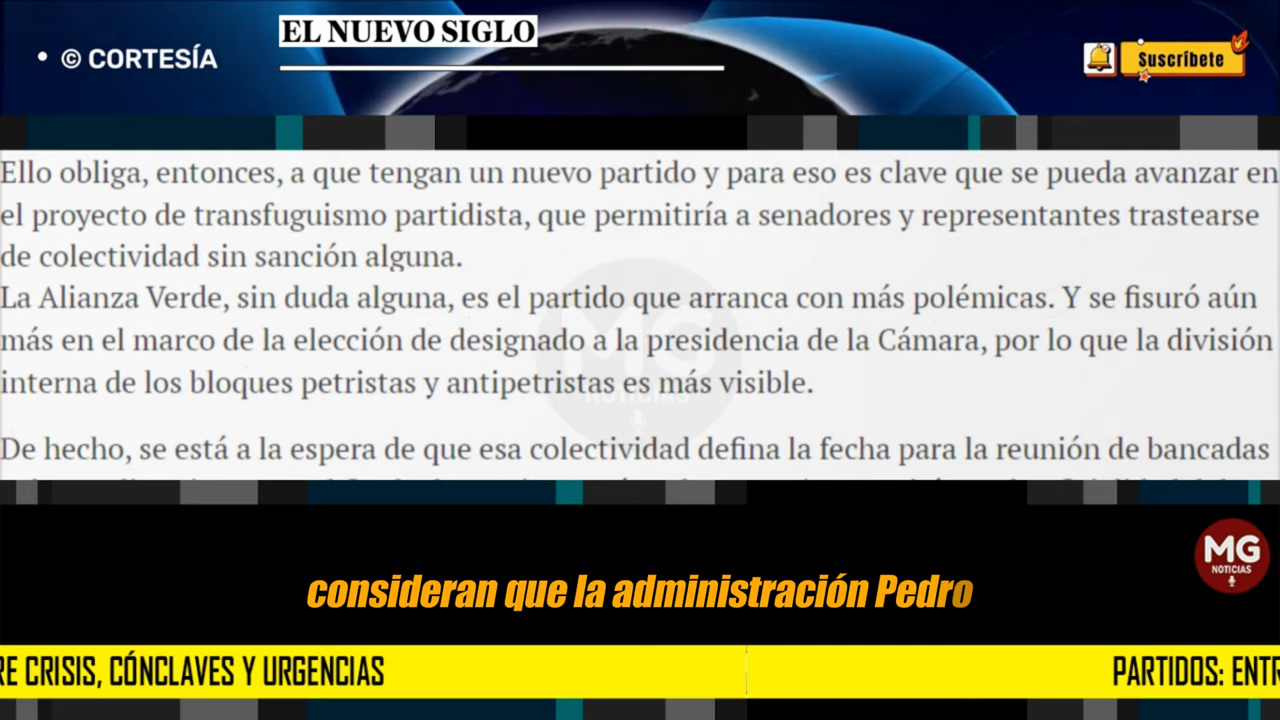 EL NUEVO SIGLO
• © CORTESÍA
Suscríbete
Ello obliga, entonces, a que tengan un nuevo partido y para eso es clave que se pueda avanzar en
el proyecto de transfuguismo partidista, que permitiría a senadores y representantes trastearse
de colectividad sin sanción alguna.
La Alianza Verde, sin duda alguna, es el partido que arranca con más polémicas. Y se fisuró aún
más en el marco de la elección de designado a la presidencia de la Cámara, por lo que la división
interna de los bloques petristas y antipetristas es más visible.
De hecho, se está a la espera de que esa colectividad defina la fecha para la reunión de bancadas
MG
NOTICIAS
consideran que la administración Pedro
MG
NOTICIAS
RE CRISIS, CÓNCLAVES Y URGENCIAS
PARTIDOS: ENTR